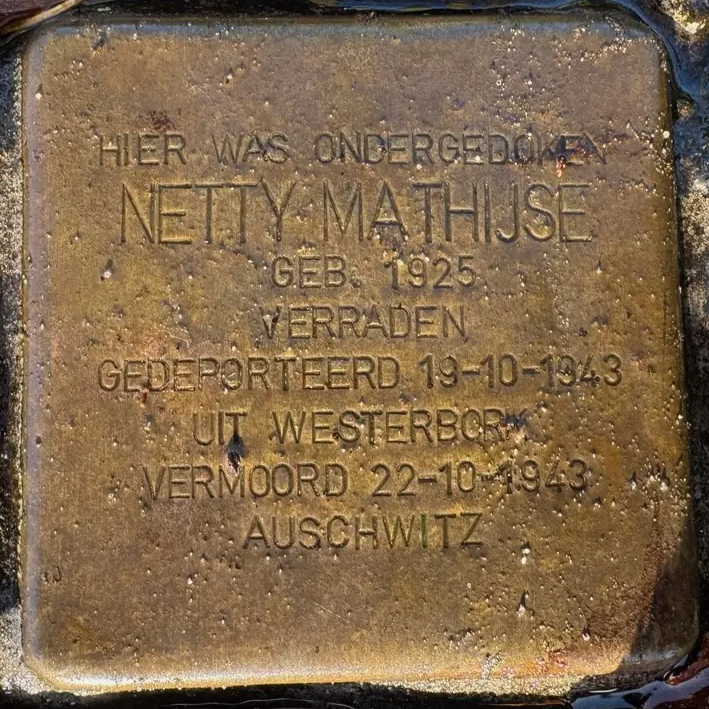 HIER WAS ONDERGEDOKEN
NETTY MATHIJSE
GEB. 1925
VERRADEN
GEDEPORTEERD 19-10-1943
UIT WESTERBORK
VERMOORD 22-10-1943
AUSCHWITZ